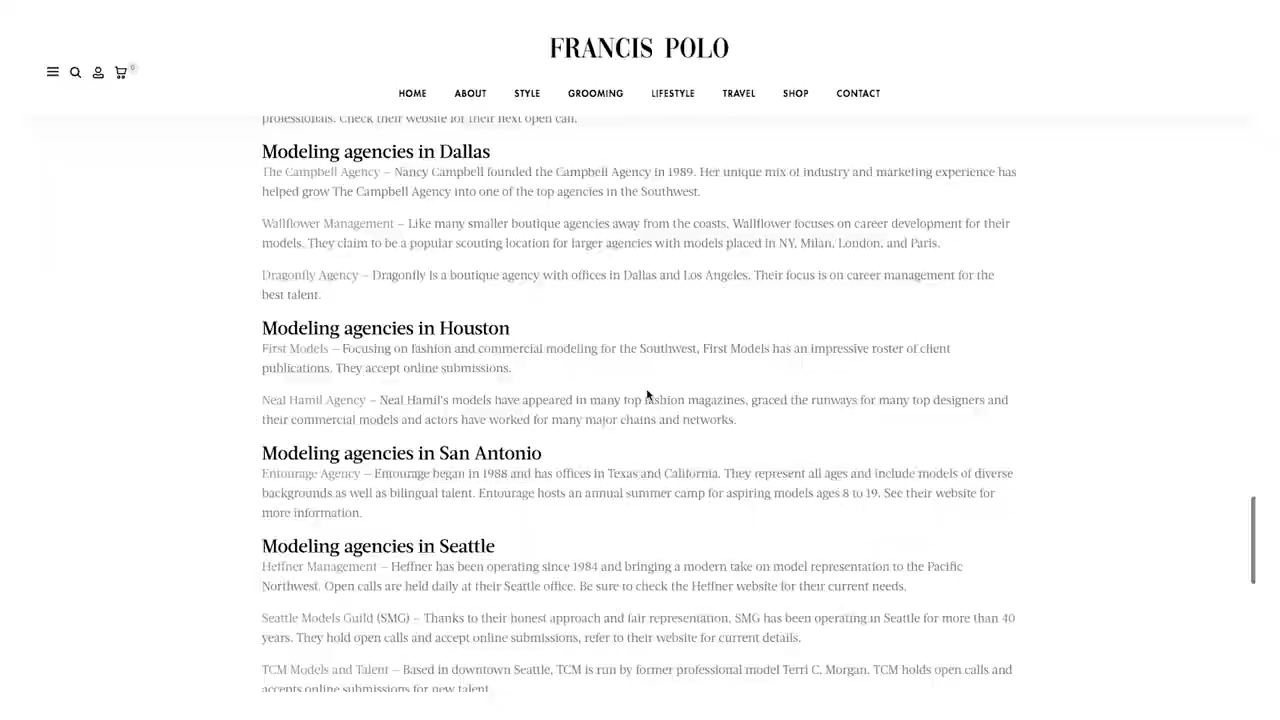 FRANCIS POLO
0
HOME ABOUT STYLE GROOMING LIFESTYLE TRAVEL SHOP CONTACT
professionals. Check their website for their next open call.
Modeling agencies in Dallas
The Campbell Agency – Nancy Campbell founded the Campbell Agency in 1989. Her unique mix of industry and marketing experience has
helped grow The Campbell Agency into one of the top agencies in the Southwest.
Wallflower Management – Like many smaller boutique agencies away from the coasts, Wallflower focuses on career development for their
models. They claim to be a popular scouting location for larger agencies with models placed in NY, Milan, London, and Paris.
Dragonfly Agency – Dragonfly is a boutique agency with offices in Dallas and Los Angeles. Their focus is on career management for the
best talent.
Modeling agencies in Houston
First Models – Focusing on fashion and commercial modeling for the Southwest, First Models has an impressive roster of client
publications. They accept online submissions.
Neal Hamil Agency – Neal Hamil's models have appeared in many top fashion magazines, graced the runways for many top designers and
their commercial models and actors have worked for many major chains and networks.
Modeling agencies in San Antonio
Entourage Agency – Entourage began in 1988 and has offices in Texas and California. They represent all ages and include models of diverse
backgrounds as well as bilingual talent. Entourage hosts an annual summer camp for aspiring models ages 8 to 19. See their website for
more information.
Modeling agencies in Seattle
Heffner Management – Heffner has been operating since 1984 and bringing a modern take on model representation to the Pacific
Northwest. Open calls are held daily at their Seattle office. Be sure to check the Heffner website for their current needs.
Seattle Models Guild (SMG) – Thanks to their honest approach and fair representation, SMG has been operating in Seattle for more than 40
years. They hold open calls and accept online submissions, refer to their website for current details.
TCM Models and Talent – Based in downtown Seattle, TCM is run by former professional model Terri C. Morgan. TCM holds open calls and
accepts online submissions for new talent.